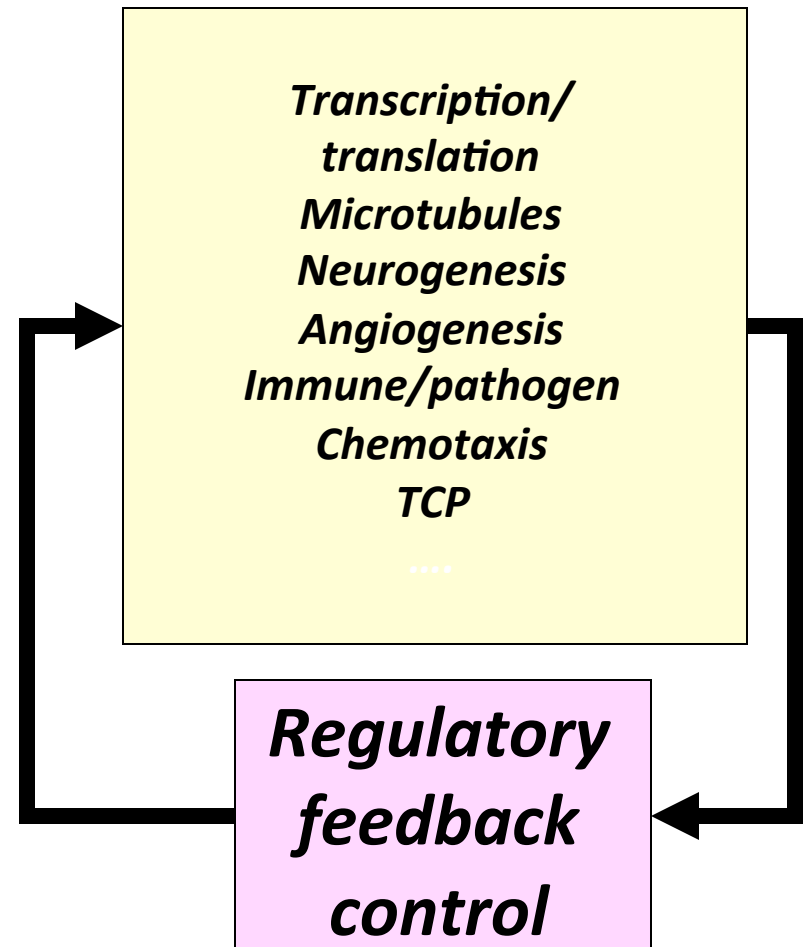 Transcription/
translation
Microtubules
Neurogenesis
Angiogenesis
Immune/pathogen
Chemotaxis
TCP
....
Regulatory
feedback
control